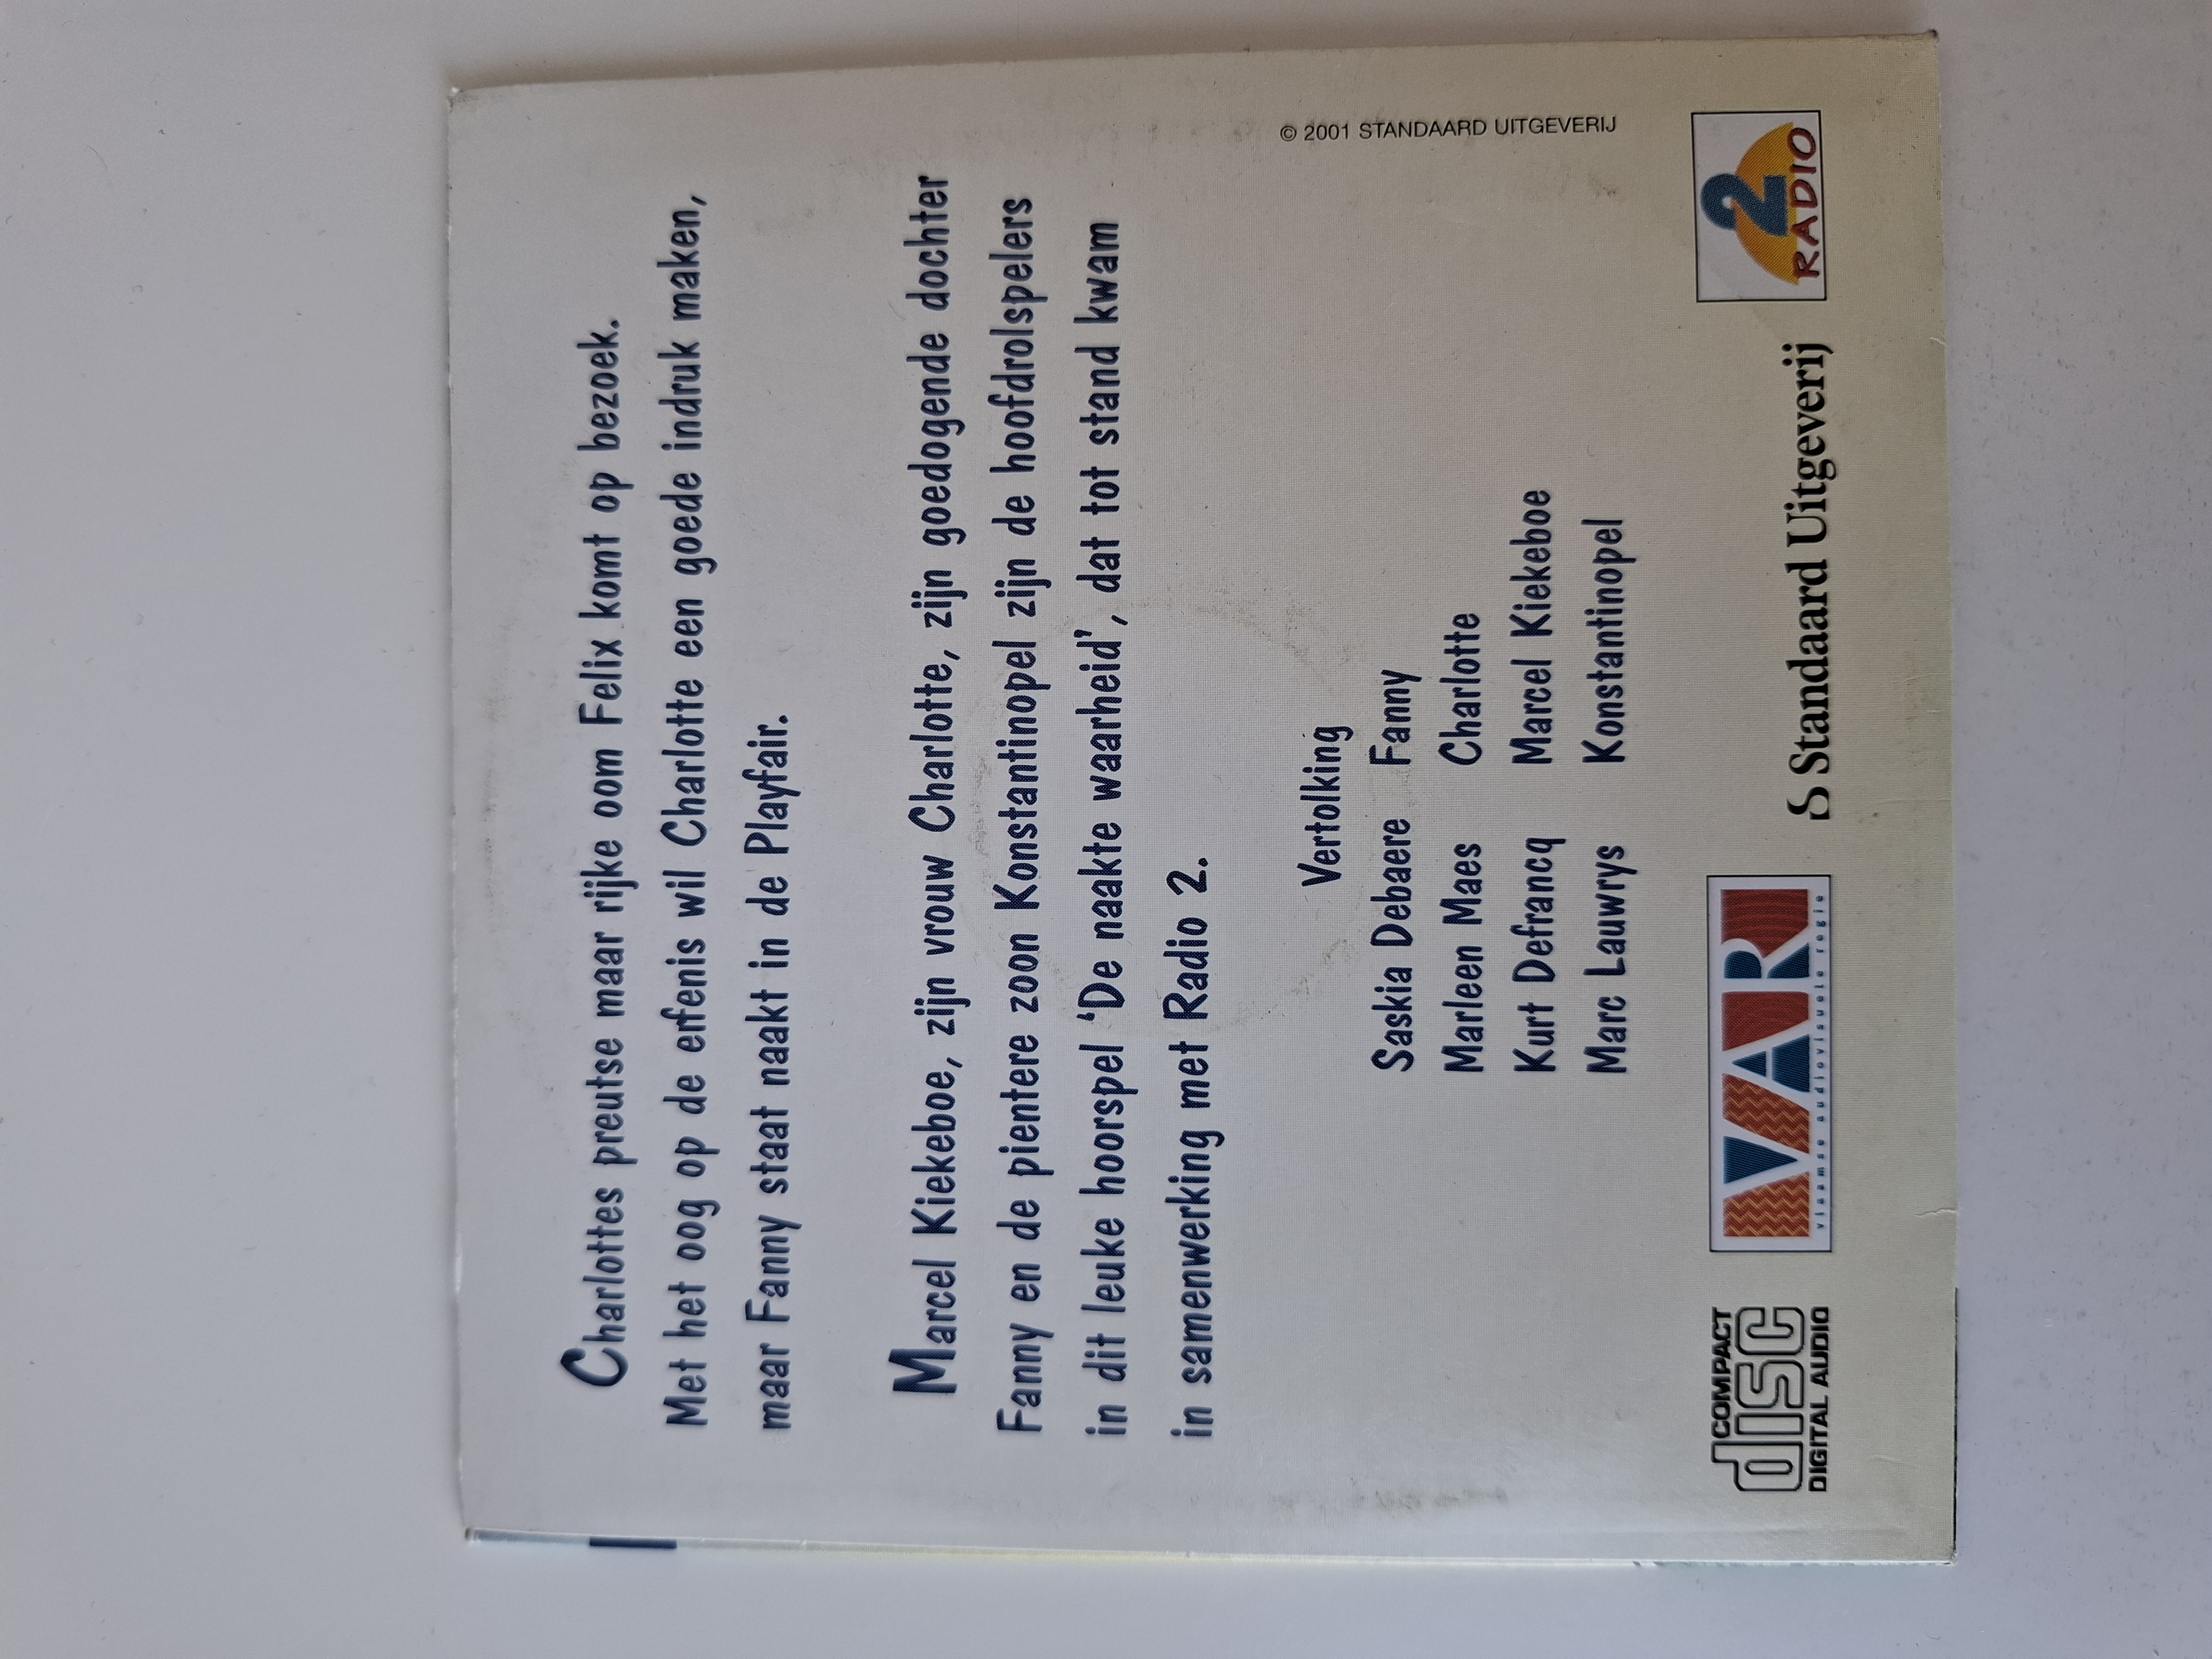 Charlottes preutse maar rijke oom Felix komt op bezoek.
Met het oog op de erfenis wil Charlotte een goede indruk maken,
maar Fanny staat naakt in de Playfair.
Marcel Kiekeboe, zijn vrouw Charlotte, zijn goedogende dochter
Fanny en de pientere zoon Konstantinopel zijn de hoofdrolspelers
in dit leuke hoorspel 'De naakte waarheid', dat tot stand kwam
in samenwerking met Radio 2.
Vertolking
Saskia Debaere Fanny
Marleen Maes Charlotte
Kurt Defrancq Marcel Kiekeboe
Marc Lauwrys Konstantinopel
© 2001 STANDAARD UITGEVERIJ
COMPACT
disc
DIGITAL AUDIO
VAR
vlaamse audiovisuele regie
S Standaard Uitgeverij
2
RADIO